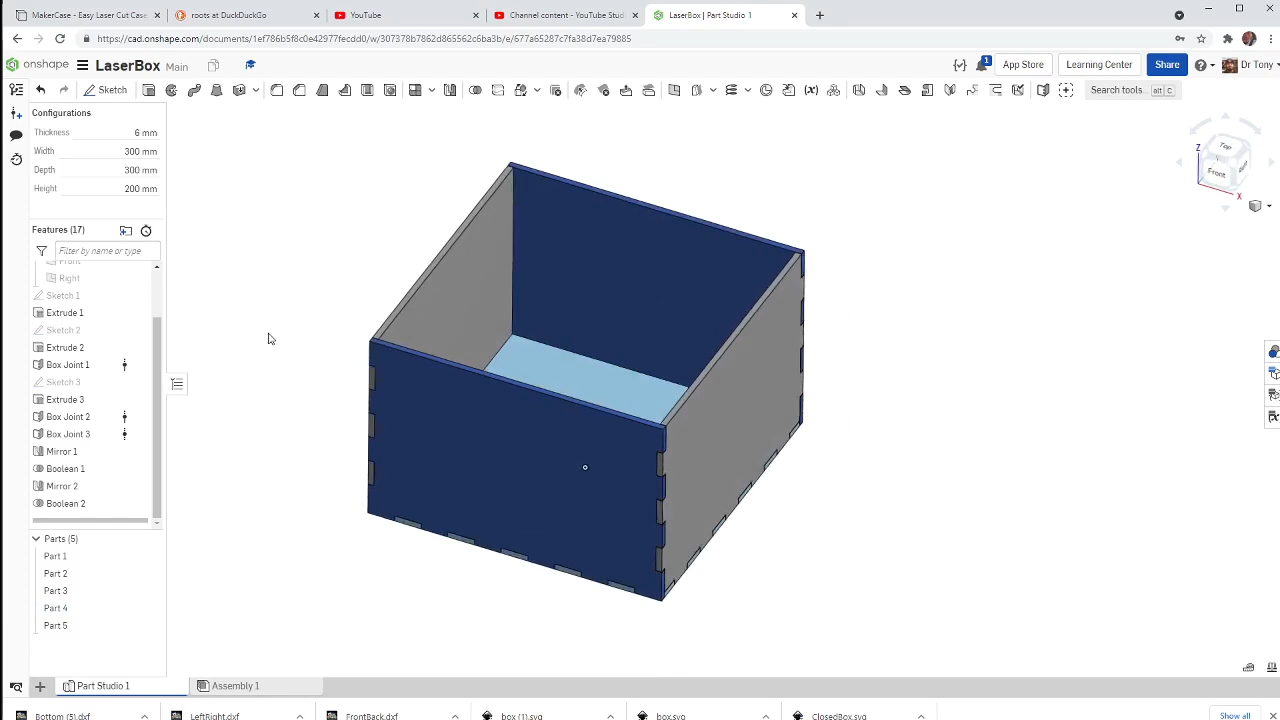 MakerCase - Easy Laser Cut Case
roots at DuckDuckGo
YouTube
Channel content - YouTube Stud
LaserBox | Part Studio 1
https://cad.onshape.com/documents/1ef786b5f8c0e42977fecdd0/w/307378b7862d865562c6ba3b/e/677a65287c7fa38d7ea79885
onshape
LaserBox Main
1
App Store
Learning Center
Share
Dr Tony
Sketch
Search tools...
alt C
Configurations
Thickness 6 mm
Width 300 mm
Depth 300 mm
Height 200 mm
Features (17)
Filter by name or type
Front
Right
Sketch 1
Extrude 1
Sketch 2
Extrude 2
Box Joint 1
Sketch 3
Extrude 3
Box Joint 2
Box Joint 3
Mirror 1
Boolean 1
Mirror 2
Boolean 2
Parts (5)
Part 1
Part 2
Part 3
Part 4
Part 5
Z
Top
Front
Right
X
Part Studio 1
Assembly 1
Bottom (5).dxf
LeftRight.dxf
FrontBack.dxf
box (1).svg
box.svg
ClosedBox.svg
Show all